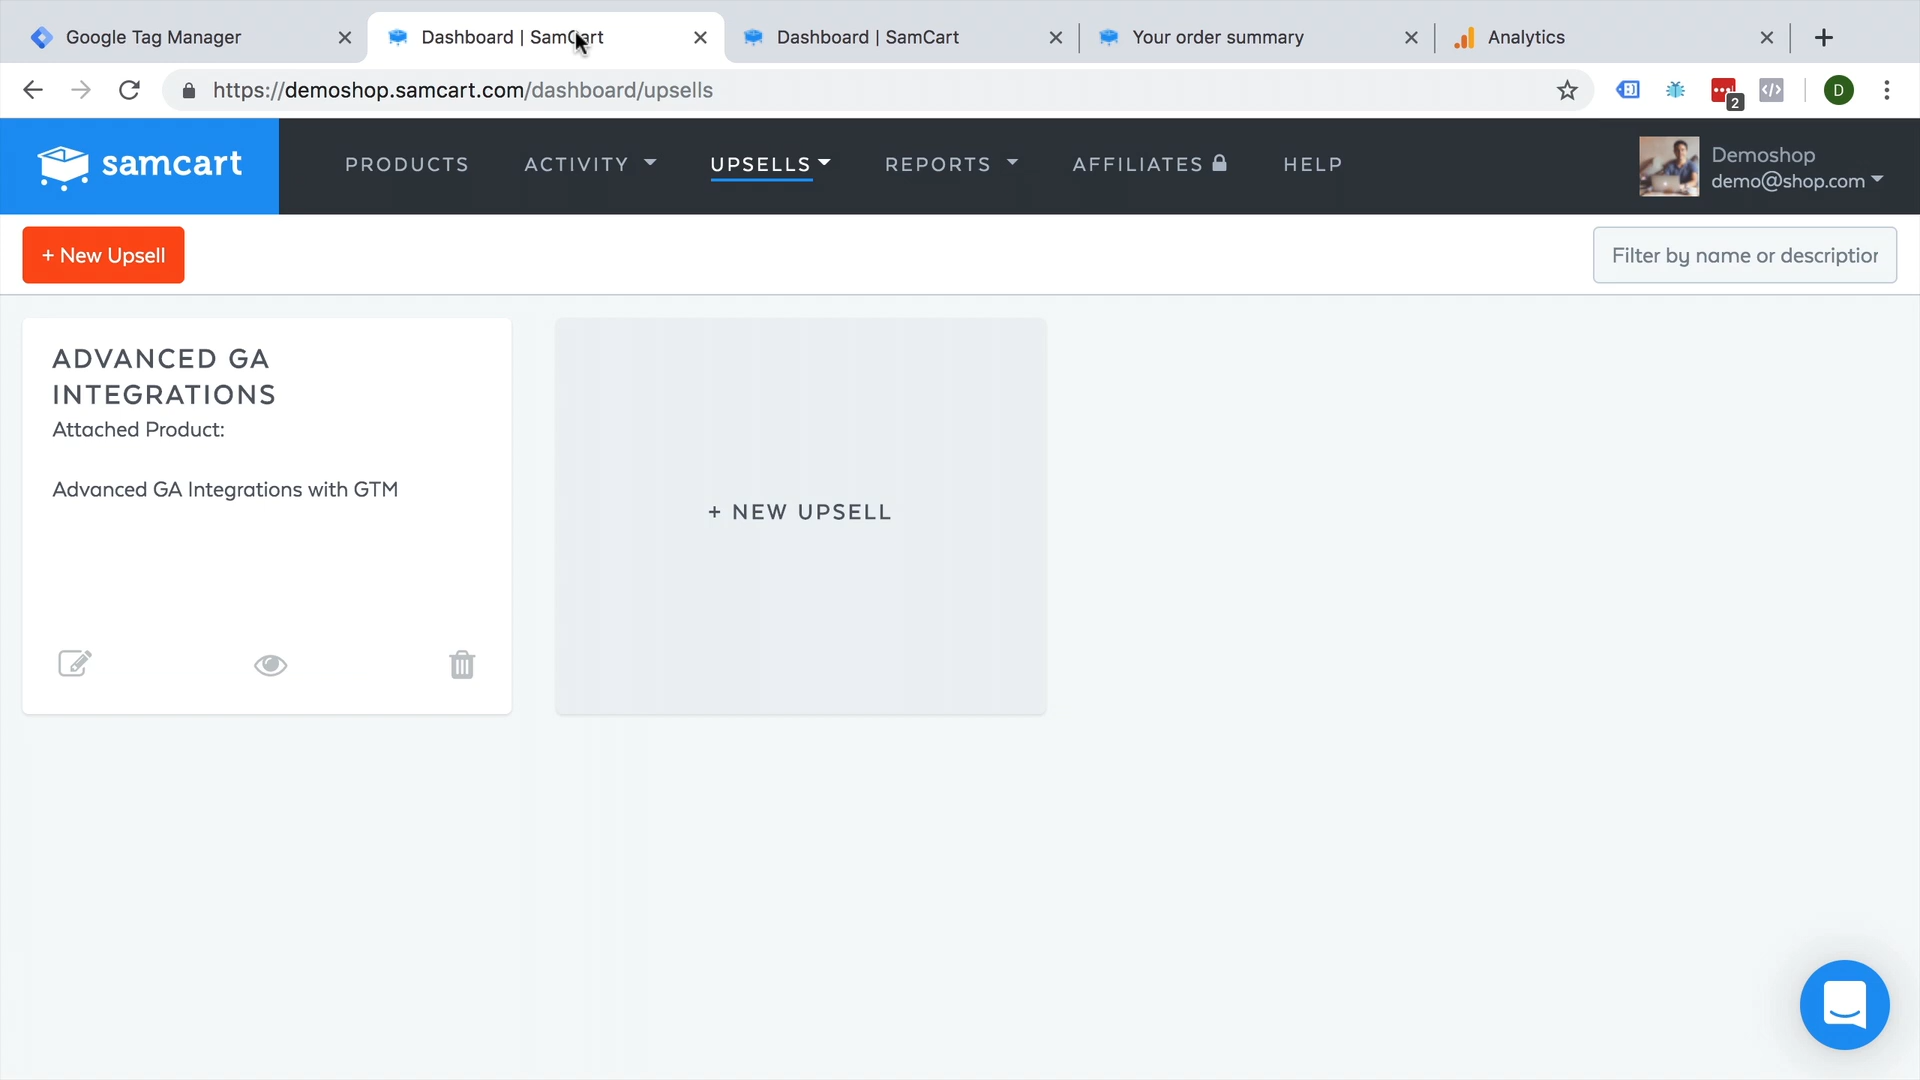 Google Tag Manager
Dashboard | SamCart
Dashboard | SamCart
Your order summary
Analytics
https://demoshop.samcart.com/dashboard/upsells
2
D
samcart
PRODUCTS
ACTIVITY
UPSELLS
REPORTS
AFFILIATES
HELP
Demoshop
demo@shop.com
+ New Upsell
Filter by name or description
ADVANCED GA
INTEGRATIONS
Attached Product:
Advanced GA Integrations with GTM
+ NEW UPSELL